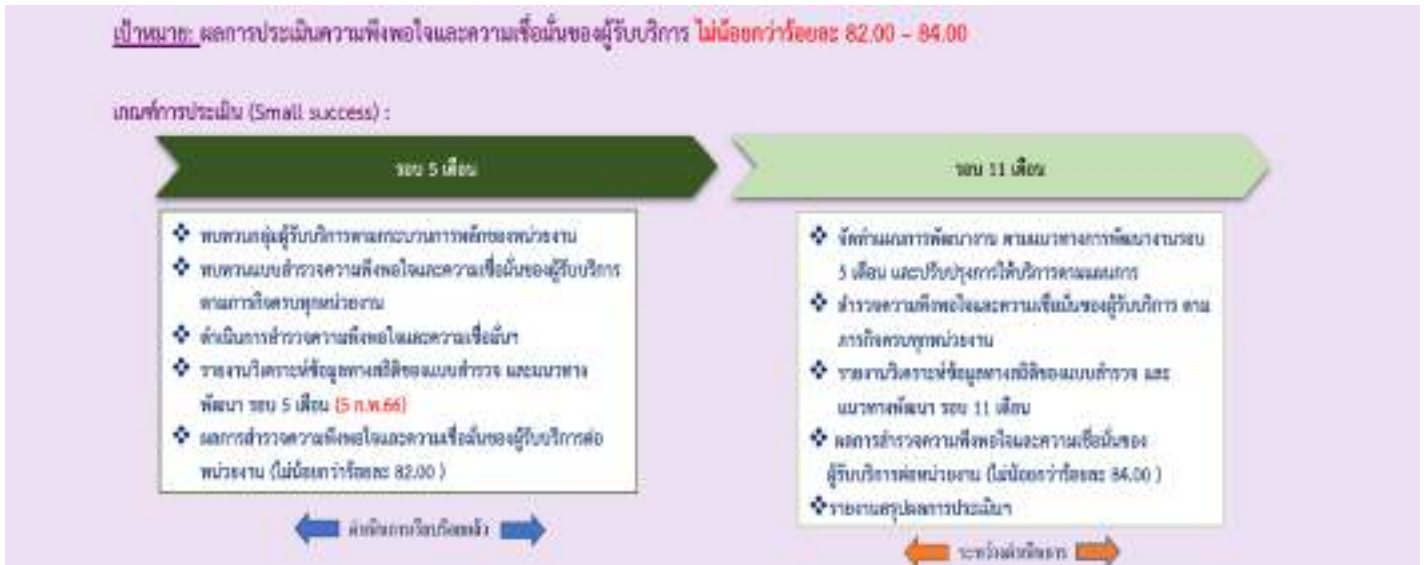 เป้าหมาย: ผลการประเมินความพึงพอใจและความเชื่อมั่นของผู้รับบริการ ไม่น้อยกว่าร้อยละ 82.00 – 84.00
เกณฑ์การประเมิน (Small success) :
รอบ 5 เดือน
❖ ทบทวนกลุ่มผู้รับบริการตามกระบวนการหลักของหน่วยงาน
❖ ทบทวนแบบสำรวจความพึงพอใจและความเชื่อมั่นของผู้รับบริการ
ตามภารกิจครบทุกหน่วยงาน
❖ ดำเนินการสำรวจความพึงพอใจและความเชื่อมั่นฯ
❖ รายงานวิเคราะห์ข้อมูลทางสถิติของแบบสำรวจ และแนวทาง
พัฒนา รอบ 5 เดือน (5 ก.พ.66)
❖ ผลการสำรวจความพึงพอใจและความเชื่อมั่นของผู้รับบริการต่อ
หน่วยงาน (ไม่น้อยกว่าร้อยละ 82.00 )
ดำเนินการเรียบร้อยแล้ว
รอบ 11 เดือน
❖ จัดทำแผนการพัฒนางาน ตามแนวทางการพัฒนางานรอบ
5 เดือน และปรับปรุงการให้บริการตามแผนการ
❖ สำรวจความพึงพอใจและความเชื่อมั่นของผู้รับบริการ ตาม
ภารกิจครบทุกหน่วยงาน
❖ รายงานวิเคราะห์ข้อมูลทางสถิติของแบบสำรวจ และ
แนวทางพัฒนา รอบ 11 เดือน
❖ ผลการสำรวจความพึงพอใจและความเชื่อมั่นของ
ผู้รับบริการต่อหน่วยงาน (ไม่น้อยกว่าร้อยละ 84.00 )
❖รายงานสรุปผลการประเมินฯ
ระหว่างดำเนินการ